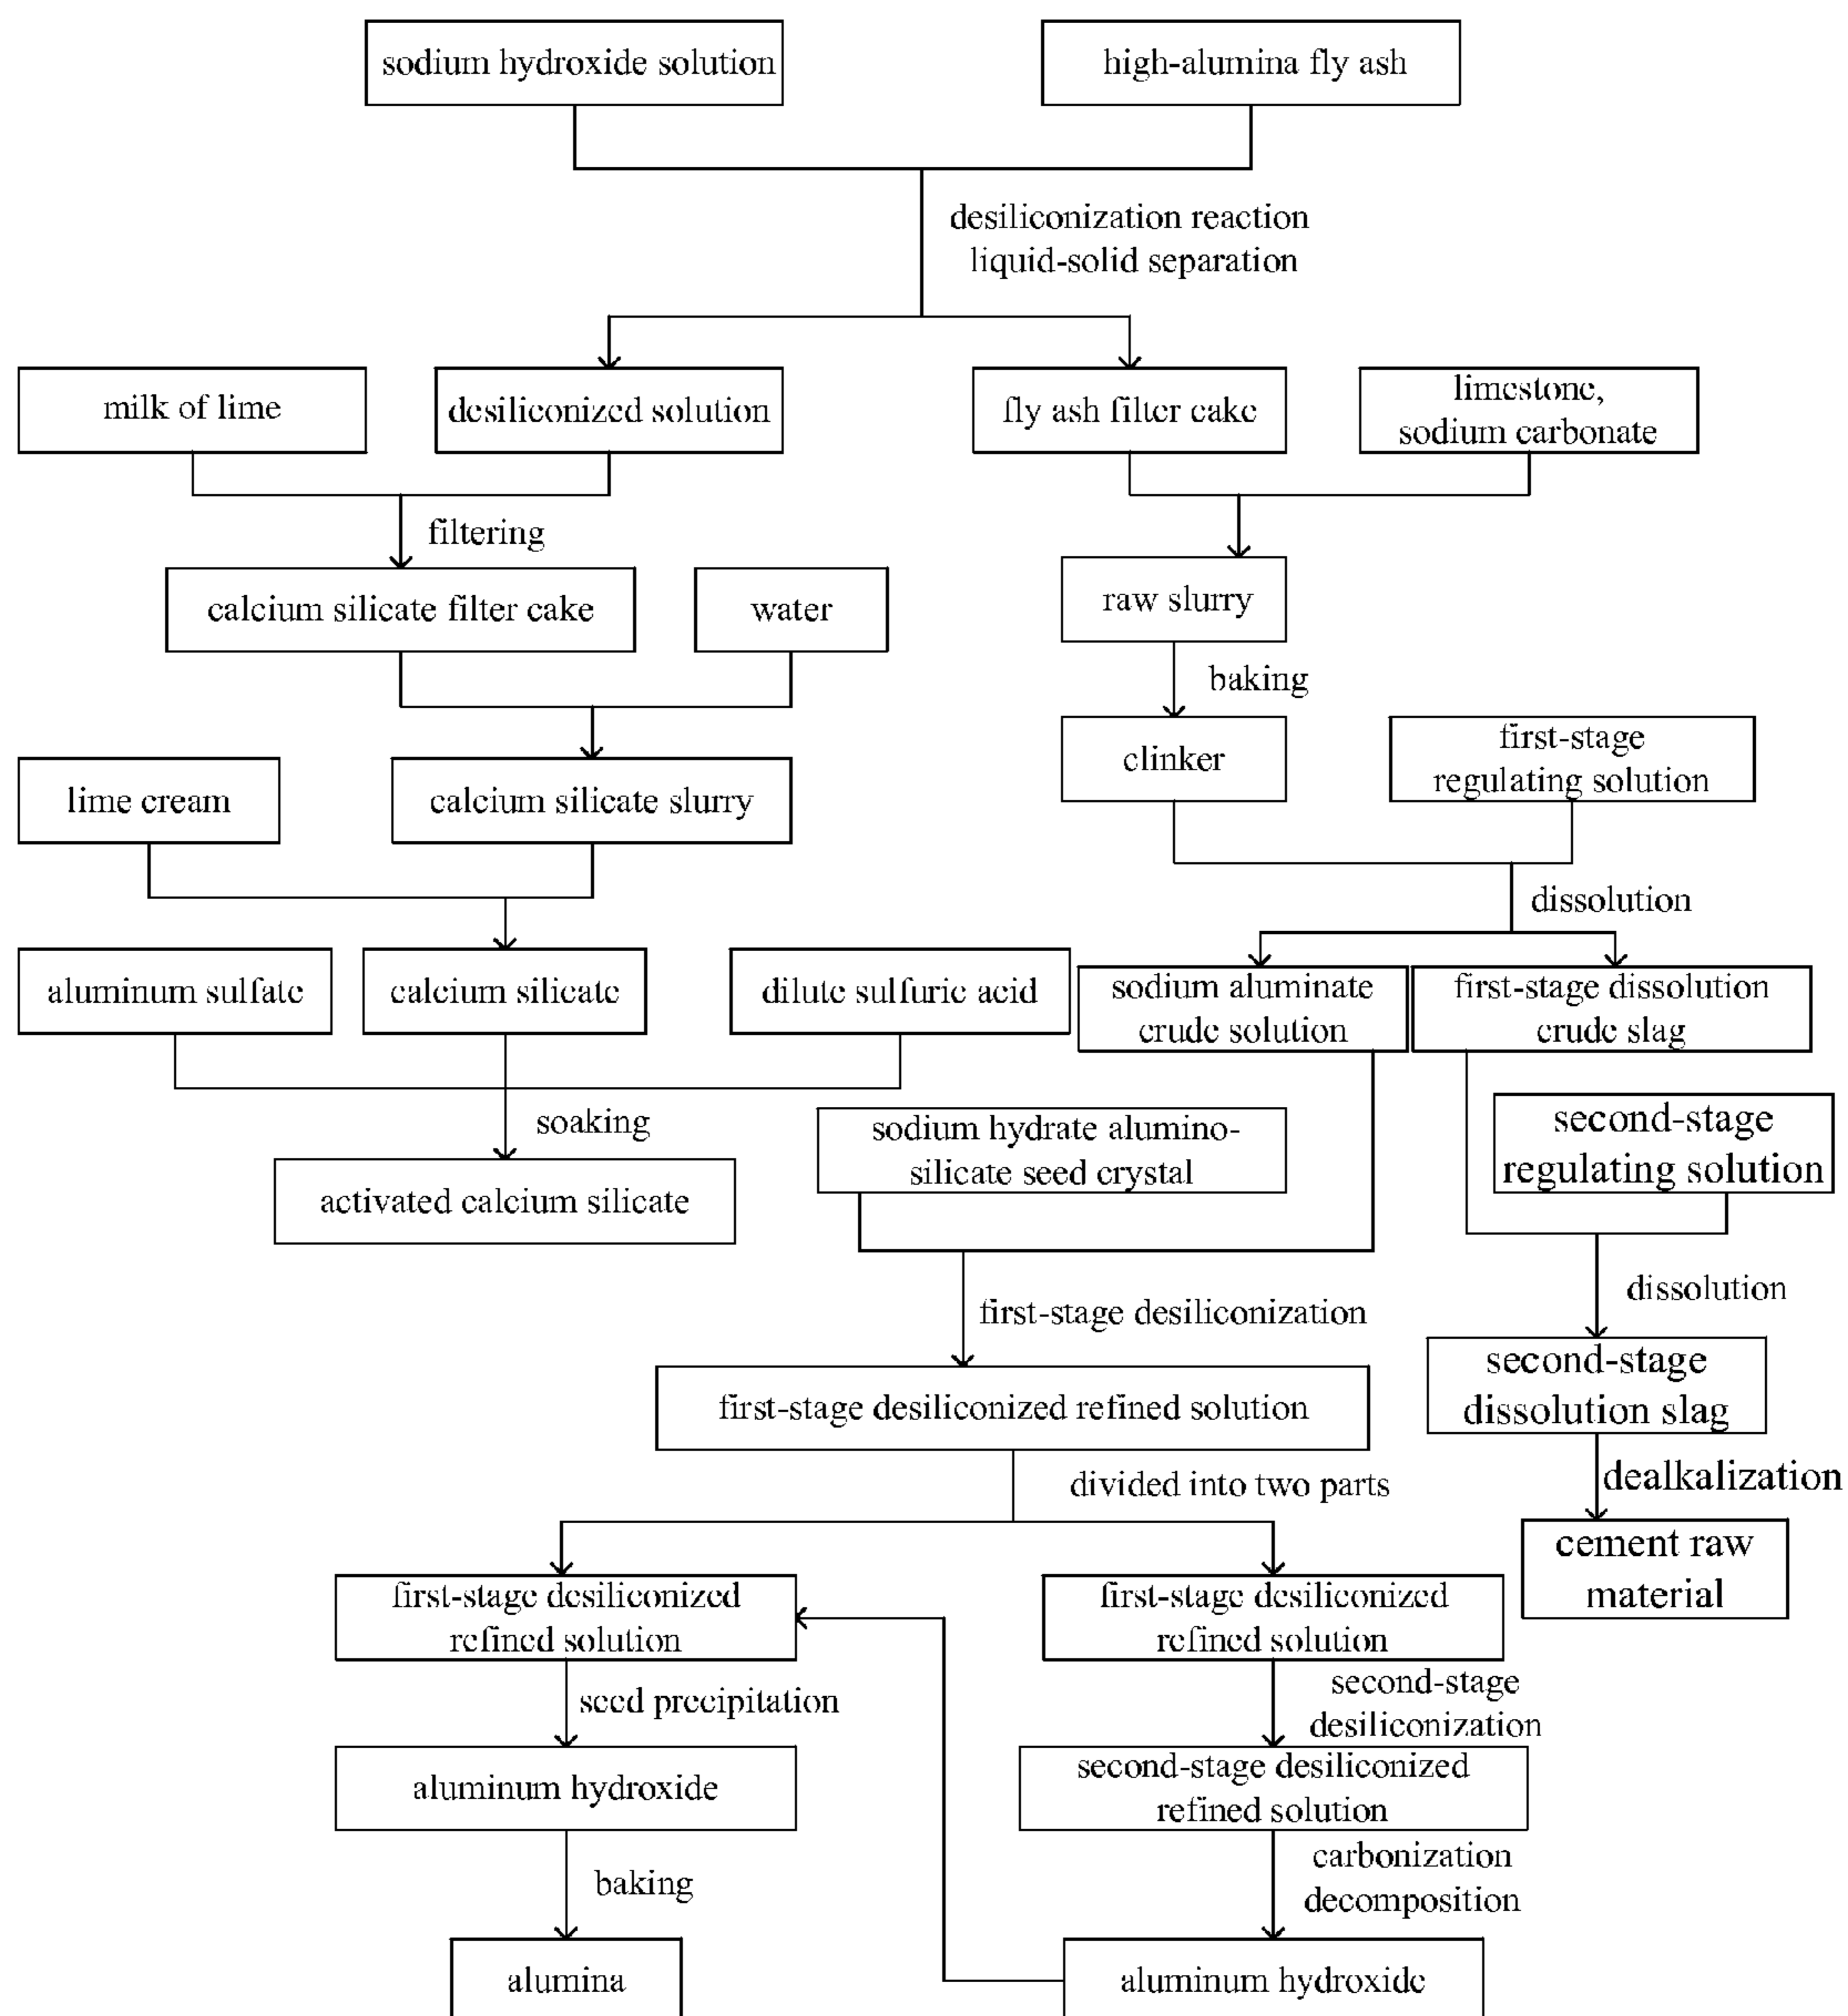 sodium hydroxide solution
high-alumina fly ash
desiliconization reaction
liquid-solid separation
milk of lime
desiliconized solution
fly ash filter cake
limestone,
sodium carbonate
filtering
calcium silicate filter cake
water
raw slurry
baking
lime cream
calcium silicate slurry
clinker
first-stage
regulating solution
dissolution
aluminum sulfate
calcium silicate
dilute sulfuric acid
sodium aluminate
crude solution
first-stage dissolution
crude slag
soaking
sodium hydrate alumino-
silicate seed crystal
second-stage
regulating solution
activated calcium silicate
first-stage desiliconization
dissolution
first-stage desiliconized refined solution
second-stage
dissolution slag
divided into two parts
dealkalization
cement raw
material
first-stage desiliconized
refined solution
first-stage desiliconized
refined solution
seed precipitation
second-stage
desiliconization
aluminum hydroxide
second-stage desiliconized
refined solution
baking
carbonization
decomposition
alumina
aluminum hydroxide